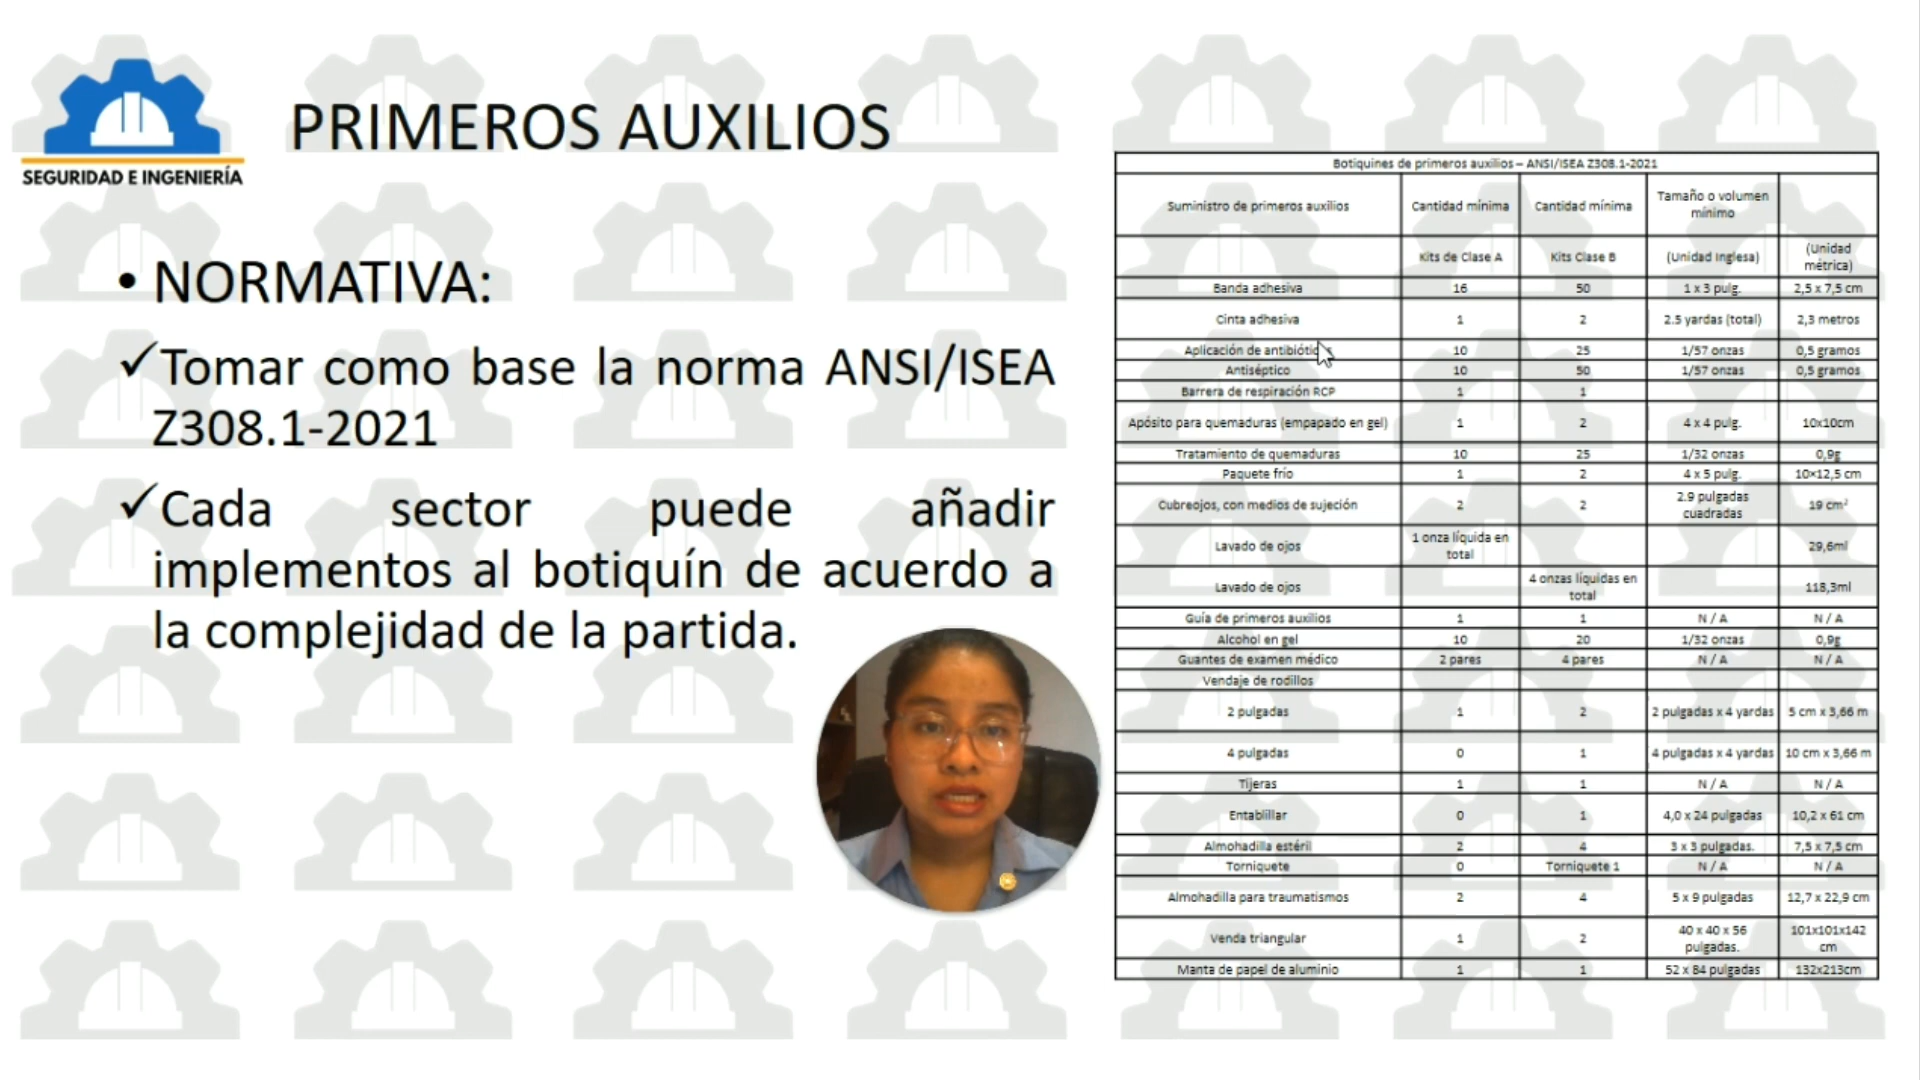 SEGURIDAD E INGENIERÍA
PRIMEROS AUXILIOS
• NORMATIVA:
✓Tomar como base la norma ANSI/ISEA
Z308.1-2021
✓Cada sector puede añadir
implementos al botiquín de acuerdo a
la complejidad de la partida.
Botiquines de primeros auxilios – ANSI/ISEA Z308.1-2021
Suministro de primeros auxilios Cantidad mínima Cantidad mínima Tamaño o volumen mínimo
Kits de Clase A Kits Clase B (Unidad Inglesa) (Unidad métrica)
Banda adhesiva 16 50 1 x 3 pulg. 2,5 x 7,5 cm
Cinta adhesiva 1 2 2.5 yardas (total) 2,3 metros
Aplicación de 10 25 1/57 onzas 0,5 gramos
Antiséptico 10 50 1/57 onzas 0,5 gramos
Barrera de respiración RCP 1 1
Apósito para quemaduras (empapado en gel) 1 2 4 x 4 pulg. 10x10cm
Tratamiento de quemaduras 10 25 1/32 onzas 0,9g
Paquete frío 1 2 4 x 5 pulg. 10×12,5 cm
Cubreojos, con medios de sujeción 2 2 2.9 pulgadas cuadradas 19 cm²
Lavado de ojos 1 onza líquida en total 29,6ml
Lavado de ojos 4 onzas líquidas en total 118,3ml
Guía de primeros auxilios 1 1 N / A N / A
Alcohol en gel 10 20 1/32 onzas 0,9g
Guantes de examen médico 2 pares 4 pares N / A N / A
Vendaje de rodillos
2 pulgadas 1 2 2 pulgadas x 4 yardas 5 cm x 3,66 m
4 pulgadas 0 1 4 pulgadas x 4 yardas 10 cm x 3,66 m
Tijeras 1 1 N / A N / A
Entablillar 0 1 4,0 x 24 pulgadas 10,2 x 61 cm
Almohadilla estéril 2 4 3 x 3 pulgadas. 7,5 x 7,5 cm
Torniquete 0 Torniquete 1 N / A N / A
Almohadilla para traumatismos 2 4 5 x 9 pulgadas 12,7 x 22,9 cm
Venda triangular 1 2 40 x 40 x 56 pulgadas. 101x101x142 cm
Manta de papel de aluminio 1 1 52 x 84 pulgadas 132x213cm